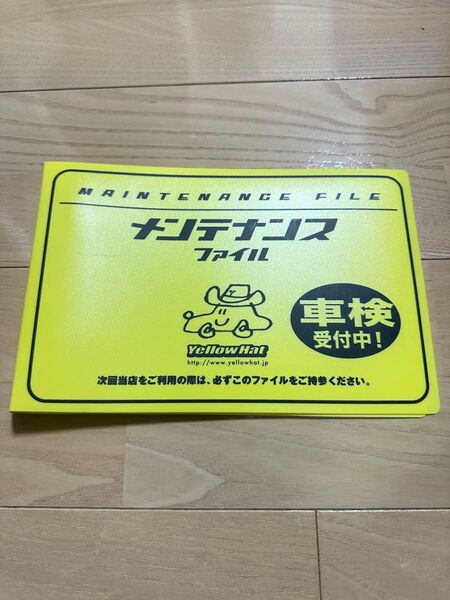 MAINTENANCE FILE
メンテナンス
ファイル
車検
受付中!
Yellow Hat
http://www.yellowhat.jp
次回当店をご利用の際は、必ずこのファイルをご持参ください。